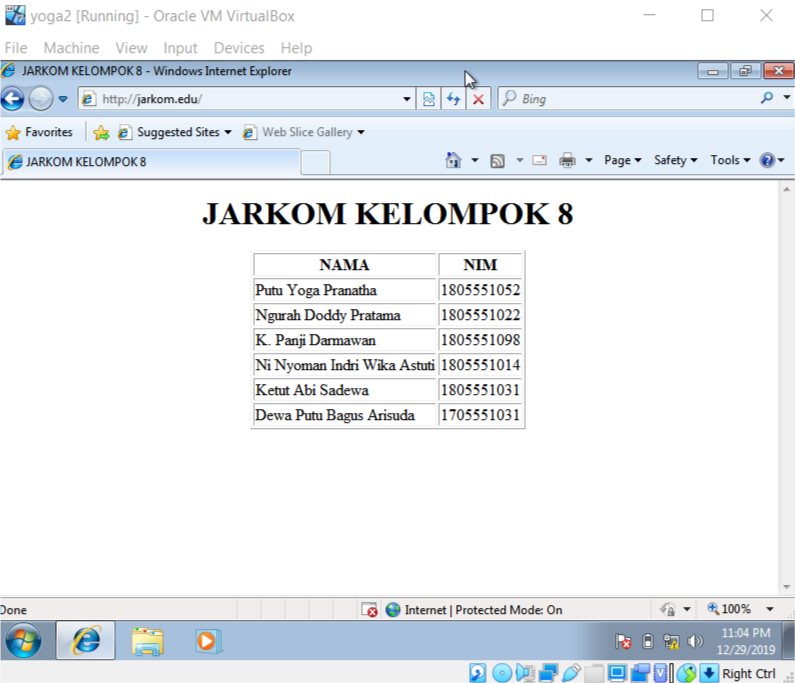 yoga2 [Running] - Oracle VM VirtualBox
File Machine View Input Devices Help
JARKOM KELOMPOK 8 - Windows Internet Explorer
http://jarkom.edu/ Bing
Favorites Suggested Sites Web Slice Gallery
JARKOM KELOMPOK 8 Page Safety Tools
JARKOM KELOMPOK 8
NAMA NIM
Putu Yoga Pranatha 1805551052
Ngurah Doddy Pratama 1805551022
K. Panji Darmawan 1805551098
Ni Nyoman Indri Wika Astuti 1805551014
Ketut Abi Sadewa 1805551031
Dewa Putu Bagus Arisuda 1705551031
Done Internet | Protected Mode: On 100%
11:04 PM
12/29/2019
Right Ctrl